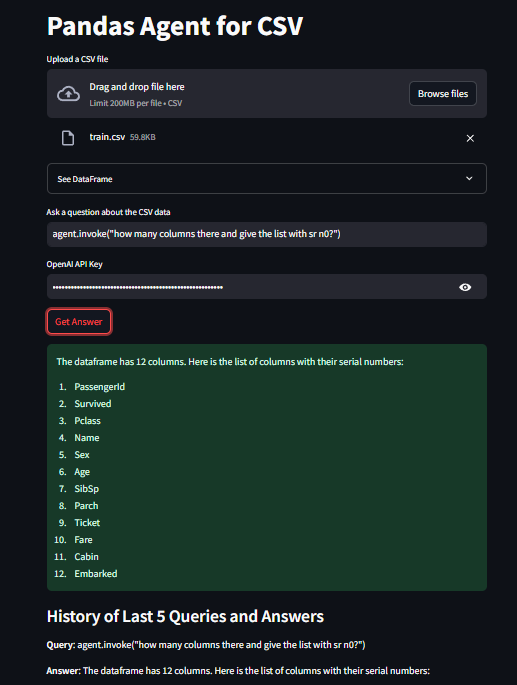 Pandas Agent for CSV
Upload a CSV file
Drag and drop file here
Limit 200MB per file • CSV
Browse files
train.csv 59.8KB
See DataFrame
Ask a question about the CSV data
agent.invoke("how many columns there and give the list with sr n0?")
OpenAI API Key
Get Answer
The dataframe has 12 columns. Here is the list of columns with their serial numbers:
1. PassengerId
2. Survived
3. Pclass
4. Name
5. Sex
6. Age
7. SibSp
8. Parch
9. Ticket
10. Fare
11. Cabin
12. Embarked
History of Last 5 Queries and Answers
Query: agent.invoke("how many columns there and give the list with sr n0?")
Answer: The dataframe has 12 columns. Here is the list of columns with their serial numbers: